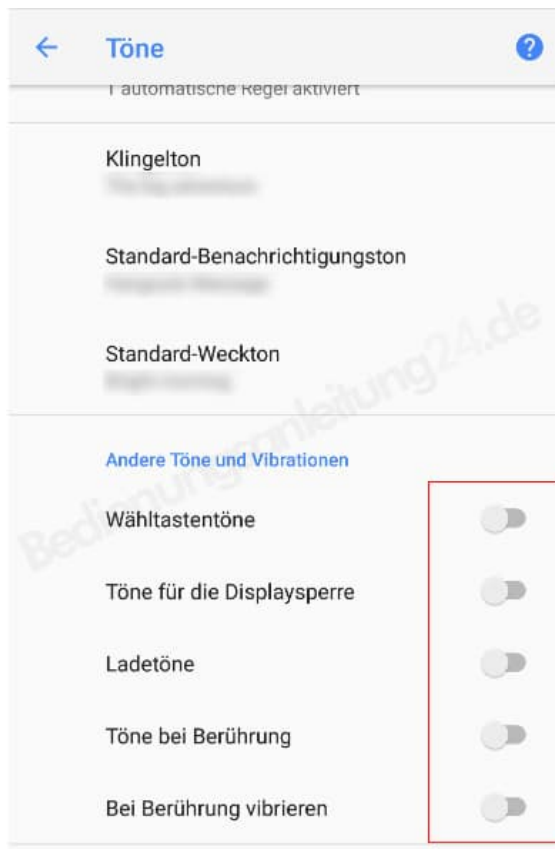 Töne
1 automatische Regel aktiviert
Klingelton
Standard-Benachrichtigungston
Standard-Weckton
Andere Töne und Vibrationen
Wähltastentöne
Töne für die Displaysperre
Ladetöne
Töne bei Berührung
Bei Berührung vibrieren
Bedienungsanleitung24.de